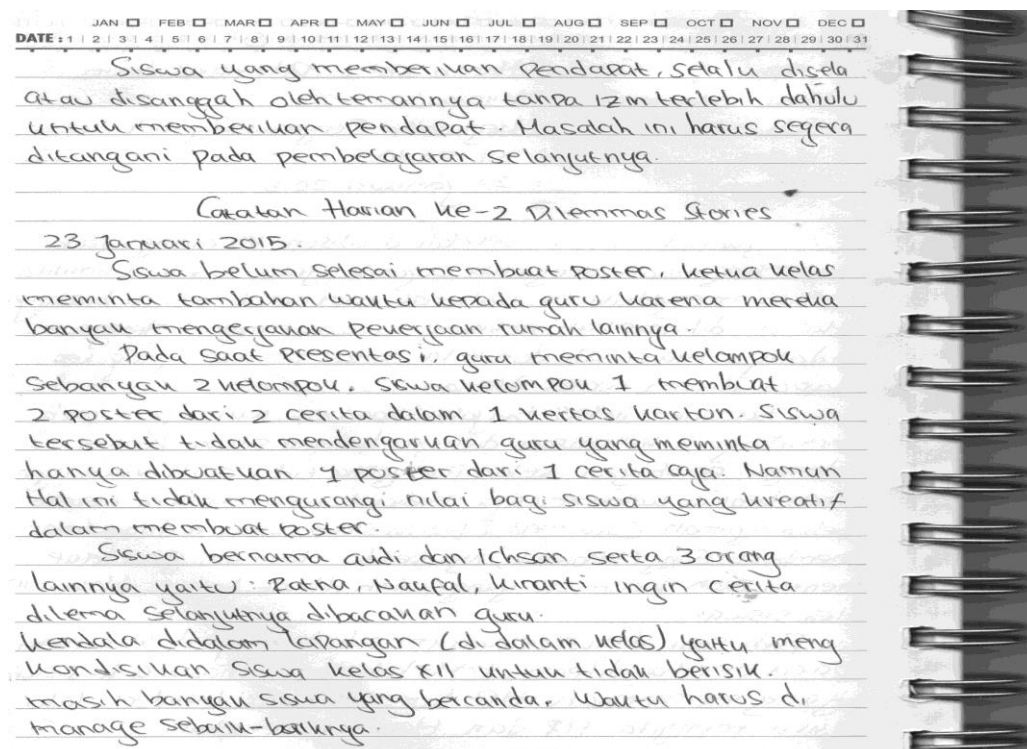 JAN FEB MAR APR MAY JUN JUL AUG SEP OCT NOV DEC
DATE : 1 2 3 4 5 6 7 8 9 10 11 12 13 14 15 16 17 18 19 20 21 22 23 24 25 26 27 28 29 30 31
Siswa yang memberikan pendapat, selalu disela
atau disanggah oleh temannya tanpa izin terlebih dahulu
untuk memberikan pendapat. Masalah ini harus segera
ditangani pada pembelajaran selanjutnya.
Catatan Harian ke-2 Dilemmas Stories
23 Januari 2015.
Siswa belum selesai membuat poster, ketua kelas
meminta tambahan waktu kepada guru karena mereka
banyak mengerjakan pekerjaan rumah lainnya.
Pada saat presentasi, guru meminta kelompok
sebanyak 2 kelompok. Siswa kelompok 1 membuat
2 poster dari 2 cerita dalam 1 kertas karton. Siswa
tersebut tidak mendengarkan guru yang meminta
hanya dibuatkan 1 poster dari 1 cerita saja. Namun
Hal ini tidak mengurangi nilai bagi siswa yang kreatif
dalam membuat poster.
Siswa bernama audi dan Ichsan serta 3 orang
lainnya yaitu : Ratna, Naufal, kinanti ingin cerita
dilema selanjutnya dibacakan guru.
Kendala didalam lapangan (di dalam kelas) yaitu meng
kondisikan siswa kelas XII untuk tidak berisik.
masih banyak siswa yang bercanda. Waktu harus di
manage sebaik-baiknya.